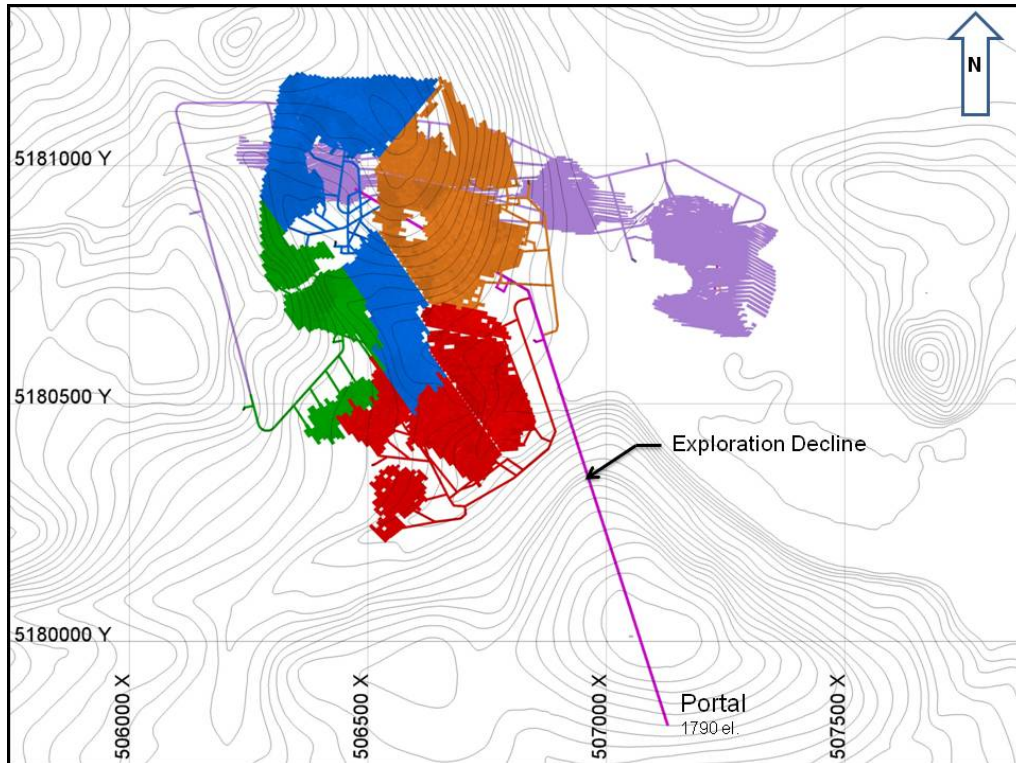 N
5181000 Y
5180500 Y
Exploration Decline
5180000 Y
506000 X
506500 X
507000 X
507500 X
Portal
1790 el.